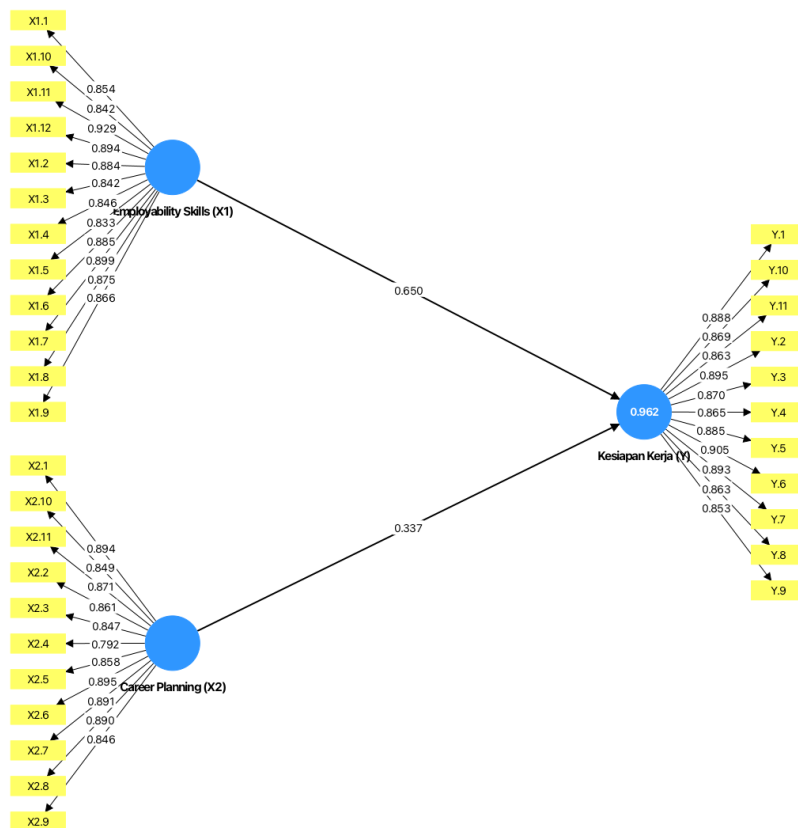 X1.1
X1.10
X1.11
X1.12
X1.2
X1.3
X1.4
X1.5
X1.6
X1.7
X1.8
X1.9
0.854
0.842
0.929
0.894
0.884
0.842
0.846
0.833
0.885
0.899
0.875
0.866
Employability Skills (X1)
0.650
X2.1
X2.10
X2.11
X2.2
X2.3
X2.4
X2.5
X2.6
X2.7
X2.8
X2.9
0.894
0.849
0.871
0.861
0.847
0.792
0.858
0.895
0.891
0.890
0.846
Career Planning (X2)
0.337
0.962
Kesiapan Kerja (Y)
0.888
0.869
0.863
0.895
0.870
0.865
0.885
0.905
0.893
0.863
0.853
Y.1
Y.10
Y.11
Y.2
Y.3
Y.4
Y.5
Y.6
Y.7
Y.8
Y.9